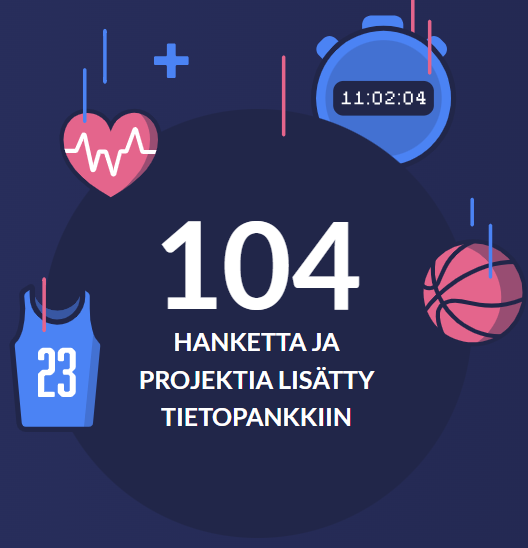 11:02:04
104
HANKETTA JA
PROJEKTIA LISÄTTY
TIETOPANKKIIN
23